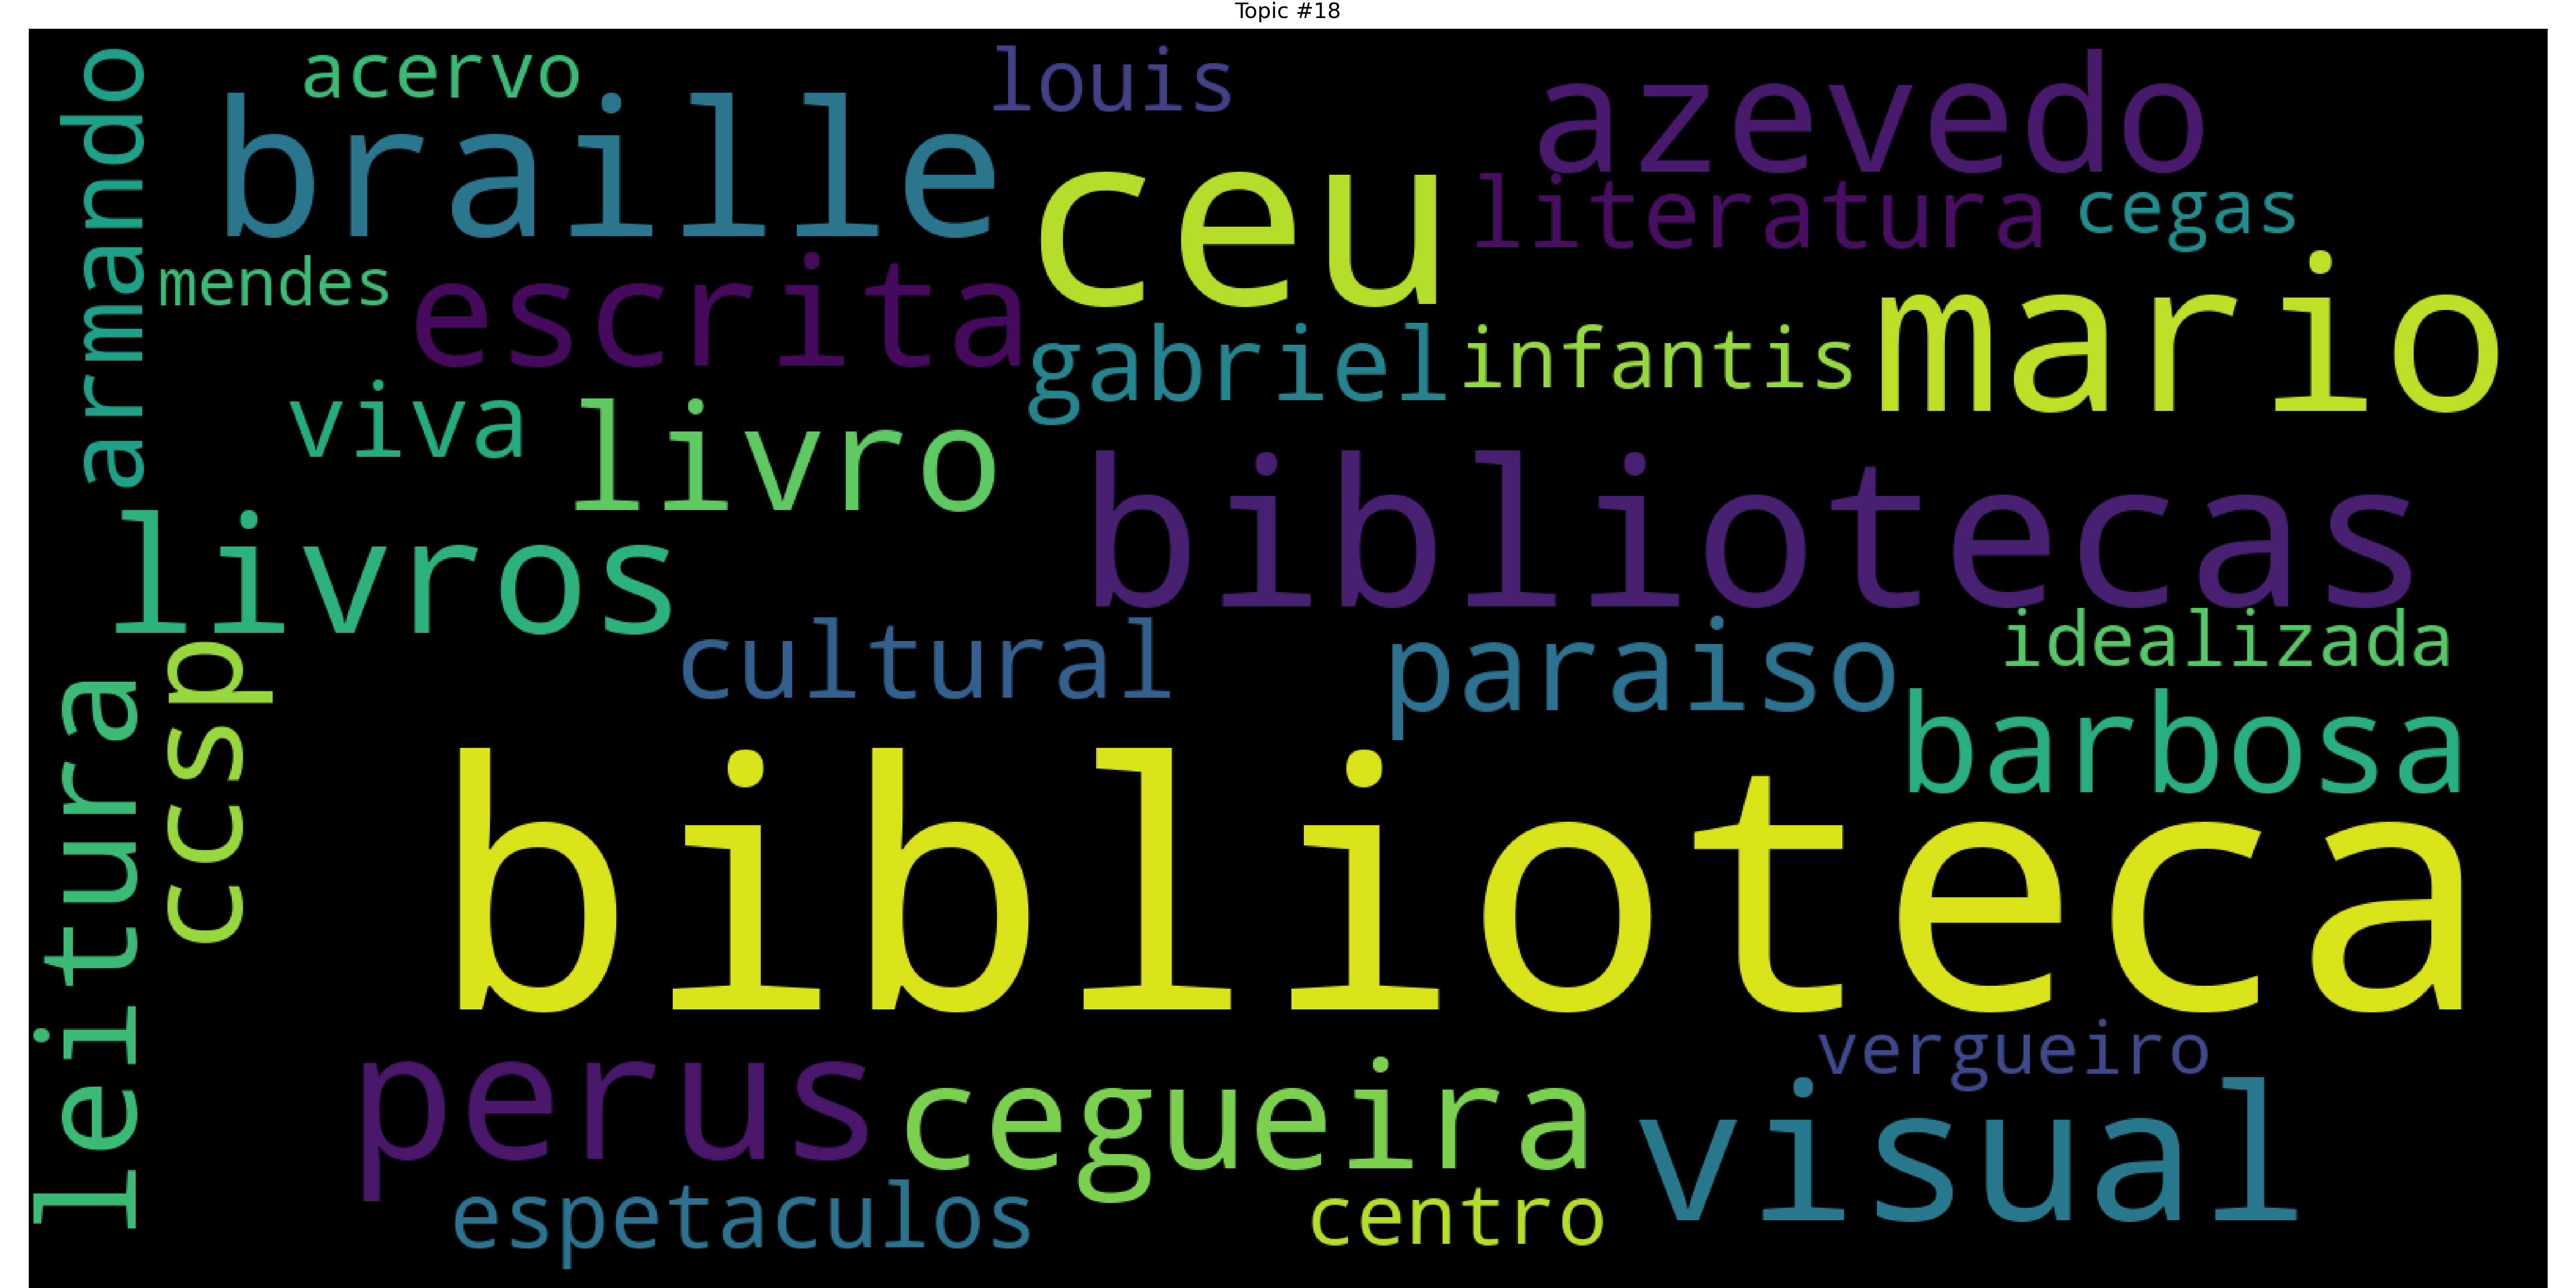 Topic #18
armando
acervo
louis
azevedo
braille
ceu
literatura
cegas
mendes
escrita
gabriel
infantis
mario
viva
livro
bibliotecas
livros
cultural
paraiso
idealizada
leitura
ccsp
barbosa
biblioteca
perus
cegueira
vergueiro
visual
espetaculos
centro